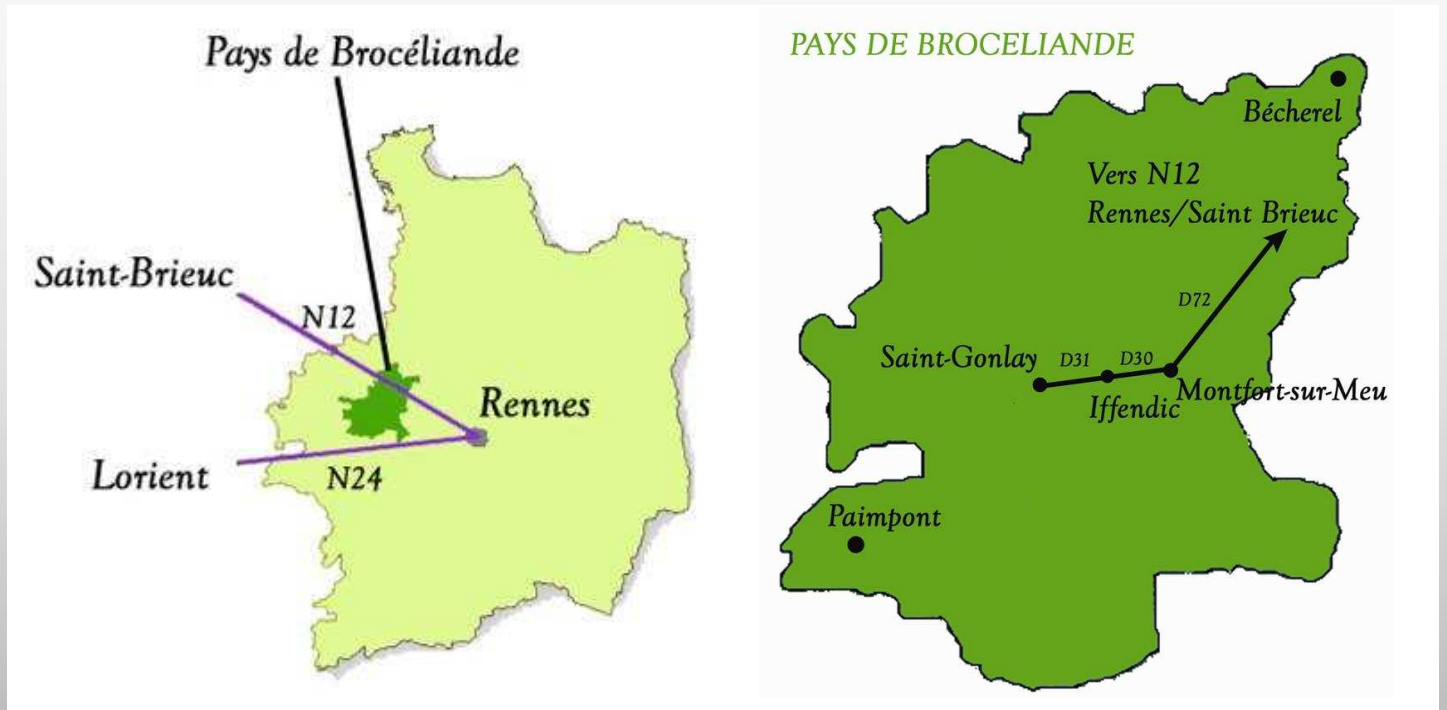 Pays de Brocéliande
Saint-Brieuc
N12
Rennes
Lorient
N24
PAYS DE BROCELIANDE
Bécherel
Vers N12
Rennes/Saint Brieuc
D72
Saint-Gonlay
D31
D30
Montfort-sur-Meu
Iffendic
Paimpont